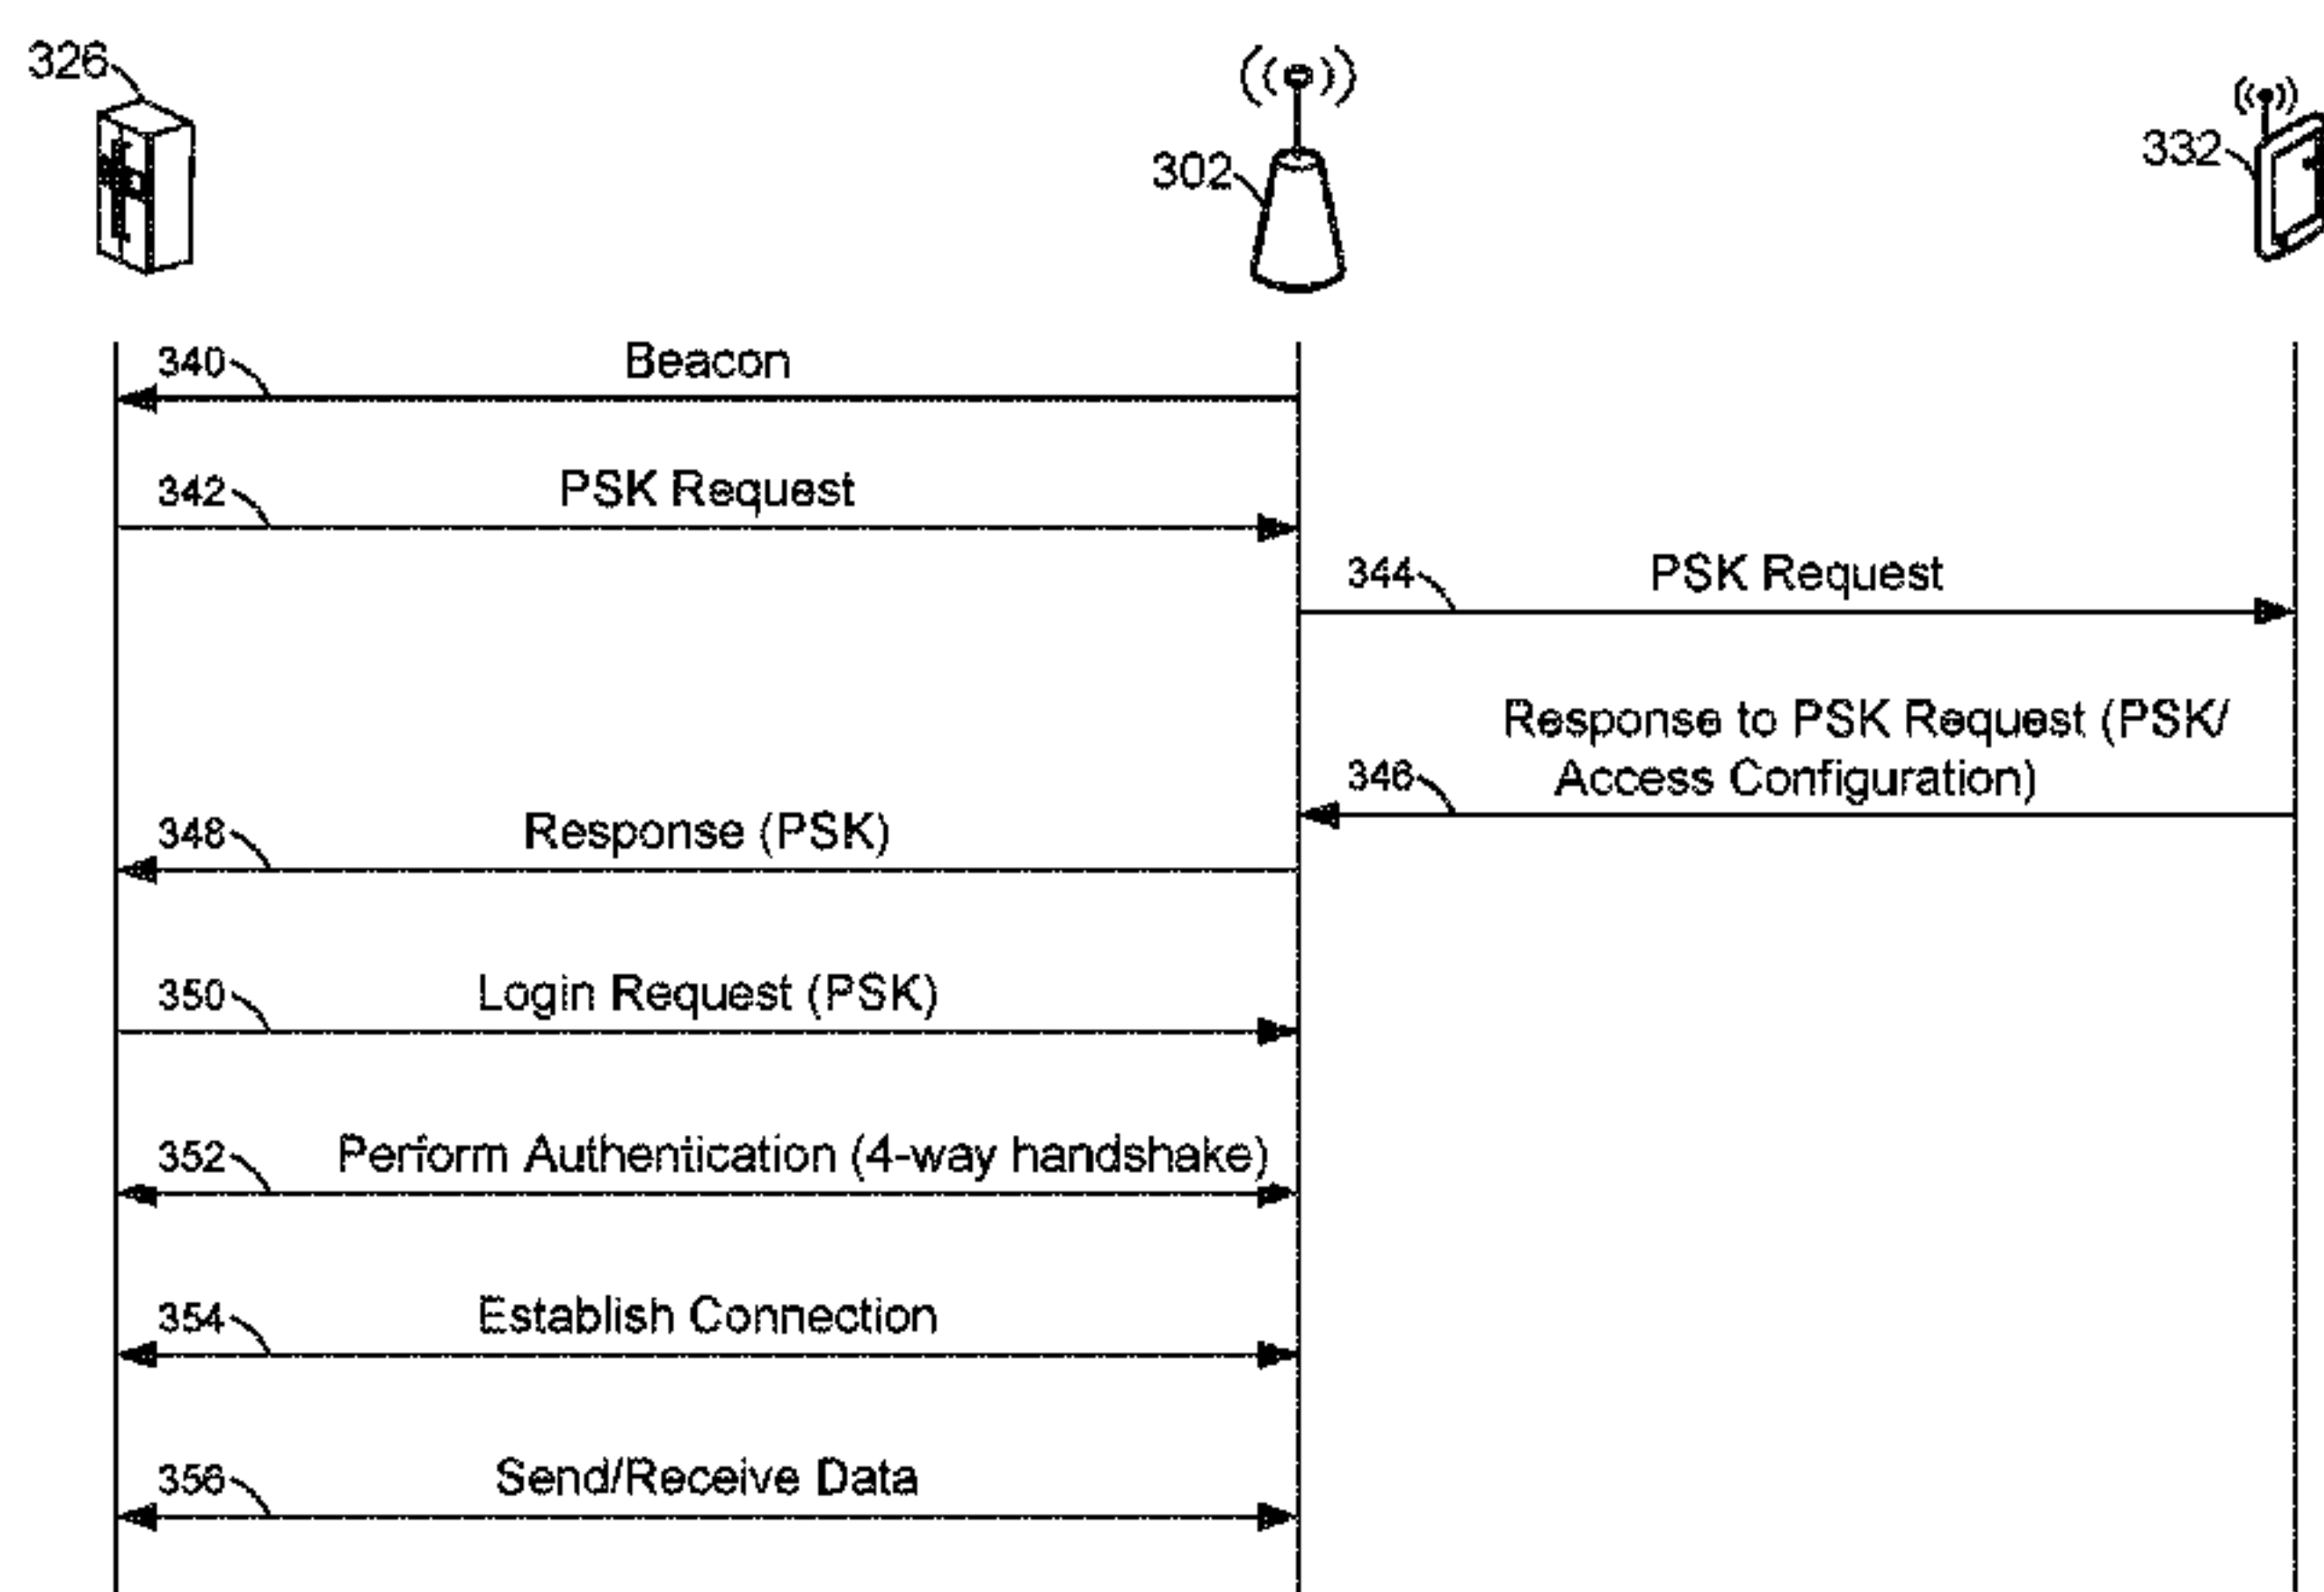 326
302
332
340 Beacon
342 PSK Request
344 PSK Request
Response to PSK Request (PSK/
346 Access Configuration)
348 Response (PSK)
350 Login Request (PSK)
352 Perform Authentication (4-way handshake)
354 Establish Connection
356 Send/Receive Data